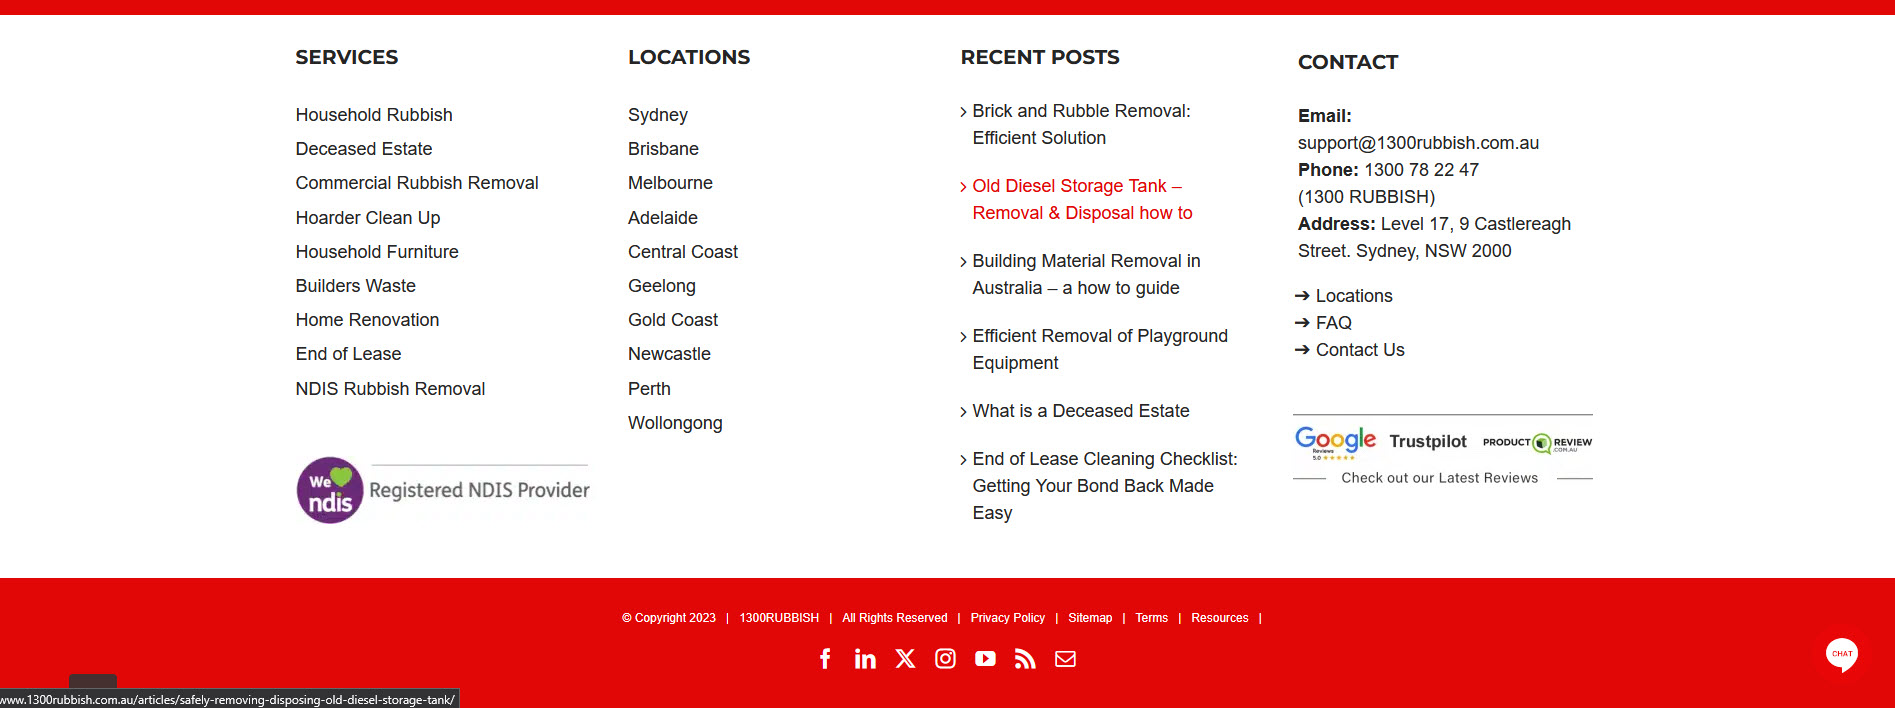 SERVICES
Household Rubbish
Deceased Estate
Commercial Rubbish Removal
Hoarder Clean Up
Household Furniture
Builders Waste
Home Renovation
End of Lease
NDIS Rubbish Removal
We
ndis
Registered NDIS Provider
LOCATIONS
Sydney
Brisbane
Melbourne
Adelaide
Central Coast
Geelong
Gold Coast
Newcastle
Perth
Wollongong
RECENT POSTS
Brick and Rubble Removal:
Efficient Solution
Old Diesel Storage Tank –
Removal & Disposal how to
Building Material Removal in
Australia – a how to guide
Efficient Removal of Playground
Equipment
What is a Deceased Estate
End of Lease Cleaning Checklist:
Getting Your Bond Back Made
Easy
CONTACT
Email:
support@1300rubbish.com.au
Phone: 1300 78 22 47
(1300 RUBBISH)
Address: Level 17, 9 Castlereagh
Street. Sydney, NSW 2000
➔ Locations
➔ FAQ
➔ Contact Us
Google
Reviews
5.0 ★★★★★
Trustpilot
PRODUCT REVIEW
.COM.AU
Check out our Latest Reviews
© Copyright 2023 | 1300RUBBISH | All Rights Reserved | Privacy Policy | Sitemap | Terms | Resources |
CHAT
www.1300rubbish.com.au/articles/safely-removing-disposing-old-diesel-storage-tank/